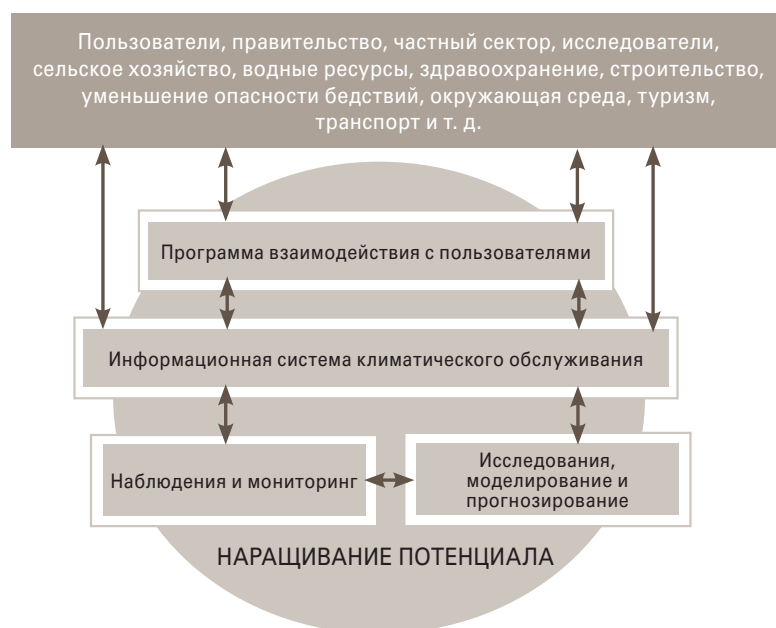 Пользователи, правительство, частный сектор, исследователи,
сельское хозяйство, водные ресурсы, здравоохранение, строительство,
уменьшение опасности бедствий, окружающая среда, туризм,
транспорт и т. д.
Программа взаимодействия с пользователями
Информационная система климатического обслуживания
Наблюдения и мониторинг
Исследования,
моделирование и
прогнозирование
НАРАЩИВАНИЕ ПОТЕНЦИАЛА